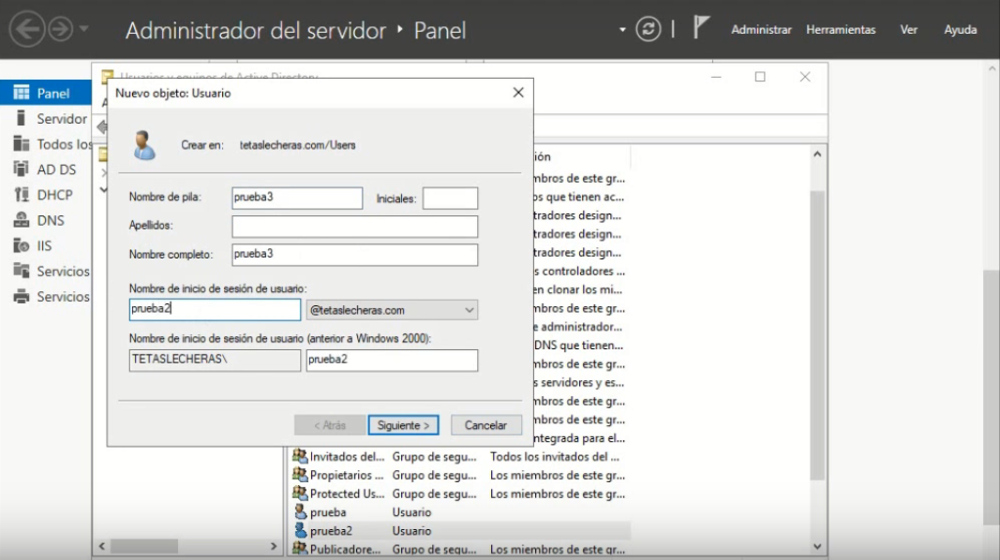 Administrador del servidor ‣ Panel
Administrar Herramientas Ver Ayuda
Usuarios y equipos de Active Directory
Panel
Servidor
Todos los
AD DS
DHCP
DNS
IIS
Servicios
Servicios
Nuevo objeto: Usuario
Crear en: tetaslecheras.com/Users
Nombre de pila: prueba3 Iniciales:
Apellidos:
Nombre completo: prueba3
Nombre de inicio de sesión de usuario:
prueba2 @tetaslecheras.com
Nombre de inicio de sesión de usuario (anterior a Windows 2000):
TETASLECHERAS\ prueba2
< Atrás Siguiente > Cancelar
ión
mbros de este gr...
os que tienen ac...
tradores design...
tradores design...
tradores design...
s controladores ...
en clonar los mi...
mbros de este gr...
e administrador...
DNS que tienen...
mbros de este gr...
s servidores y es...
mbros de este gr...
mbros de este gr...
ntegrada para el...
Invitados del... Grupo de segu... Todos los invitados del ...
Propietarios ... Grupo de segu... Los miembros de este gr...
Protected Us... Grupo de segu... Los miembros de este gr...
prueba Usuario
prueba2 Usuario
Publicadore... Grupo de segu... Los miembros de este gr...